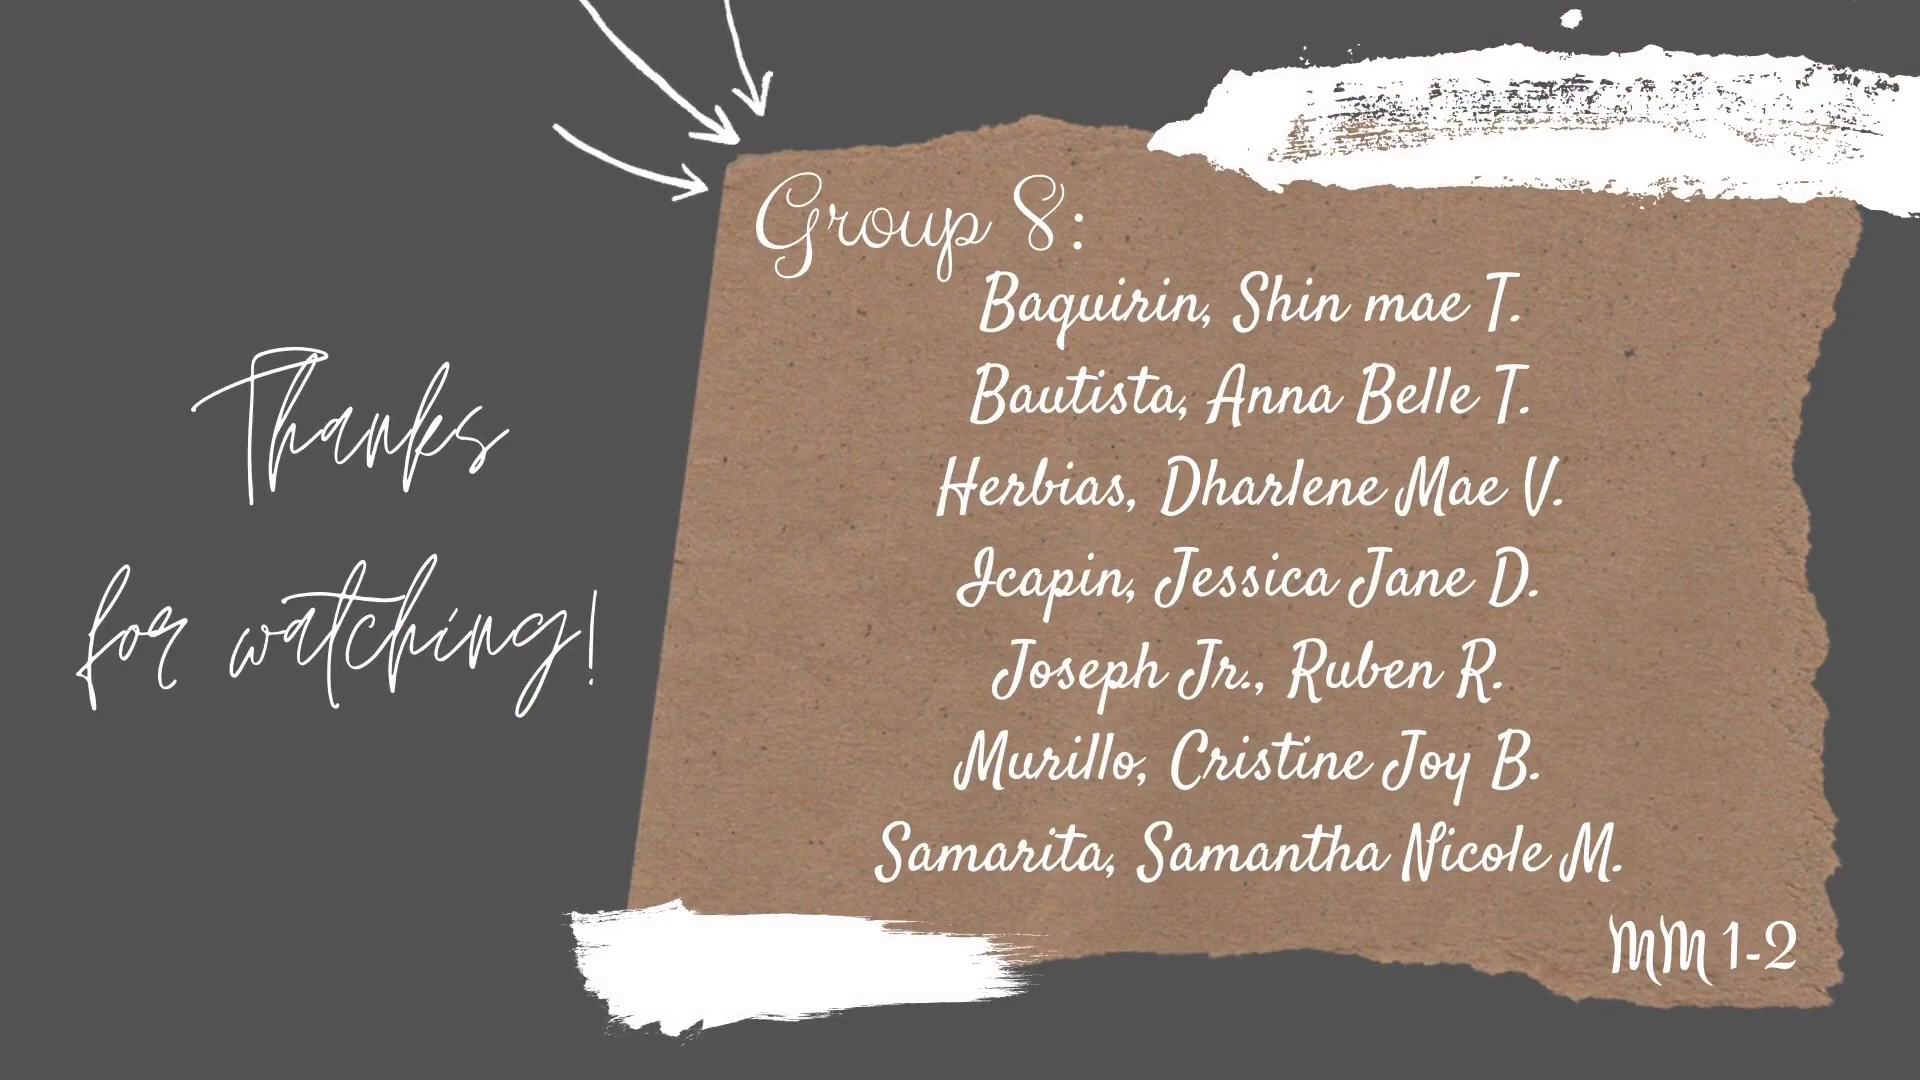 Thanks
for watching!
Group 8:
Baquirin, Shin mae T.
Bautista, Anna Belle T.
Herbias, Dharlene Mae V.
Icapin, Jessica Jane D.
Joseph Jr., Ruben R.
Murillo, Cristine Joy B.
Samarita, Samantha Nicole M.
MM 1-2